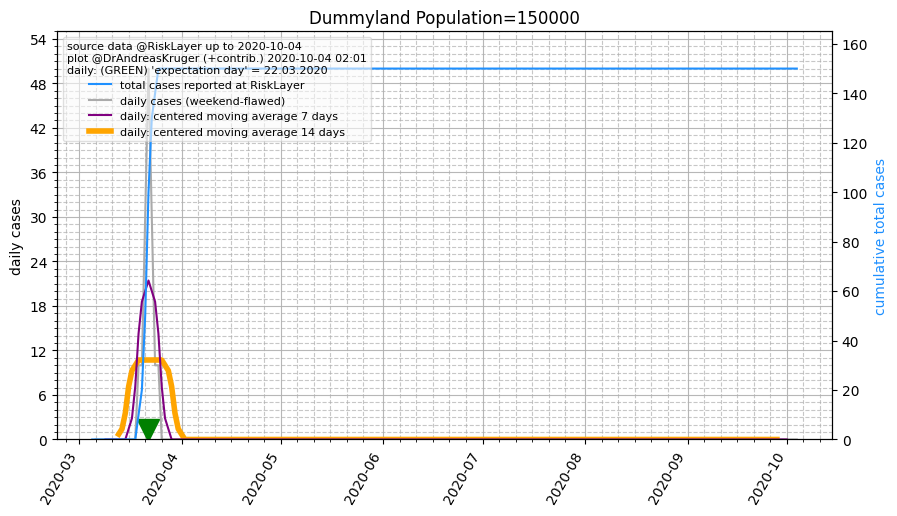 Dummyland Population=150000
source data @RiskLayer up to 2020-10-04
plot @DrAndreasKruger (+contrib.) 2020-10-04 02:01
daily: (GREEN) 'expectation day' = 22.03.2020
total cases reported at RiskLayer
daily cases (weekend-flawed)
daily: centered moving average 7 days
daily: centered moving average 14 days
daily cases
54
48
42
36
30
24
18
12
6
0
cumulative total cases
160
140
120
100
80
60
40
20
0
2020-03
2020-04
2020-05
2020-06
2020-07
2020-08
2020-09
2020-10